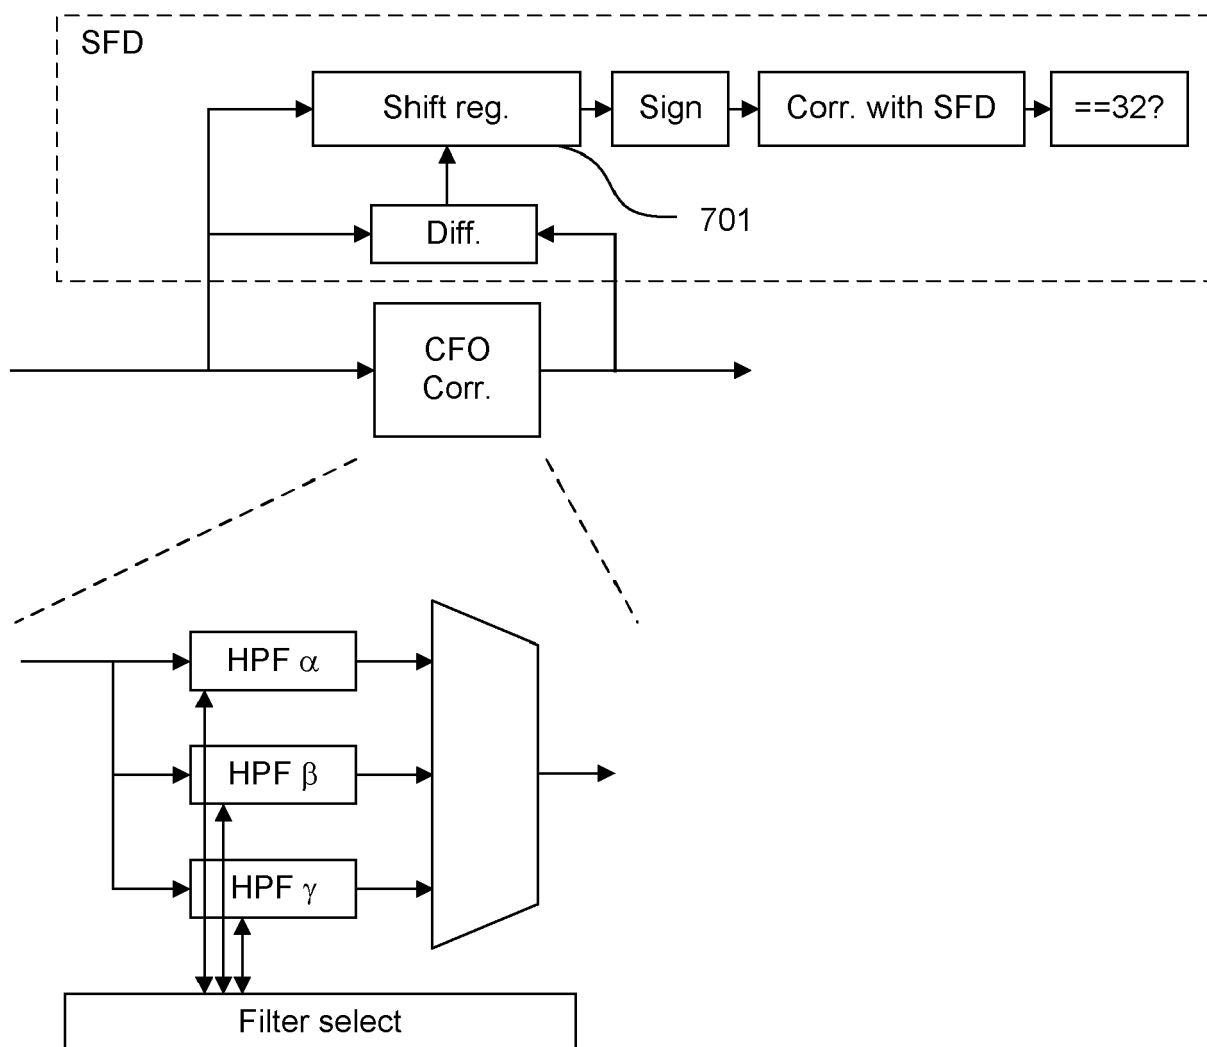 SFD
Shift reg.
Sign
Corr. with SFD
==32?
701
Diff.
CFO
Corr.
HPF α
HPF β
HPF γ
Filter select